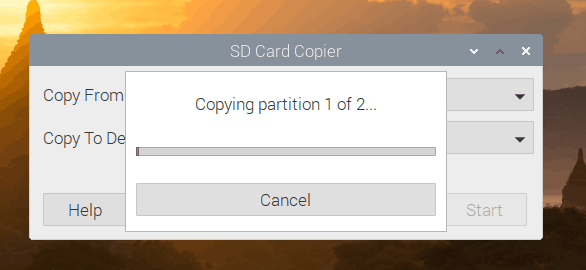 SD Card Copier
Copy From
Copying partition 1 of 2...
Copy To De
Cancel
Help
Start